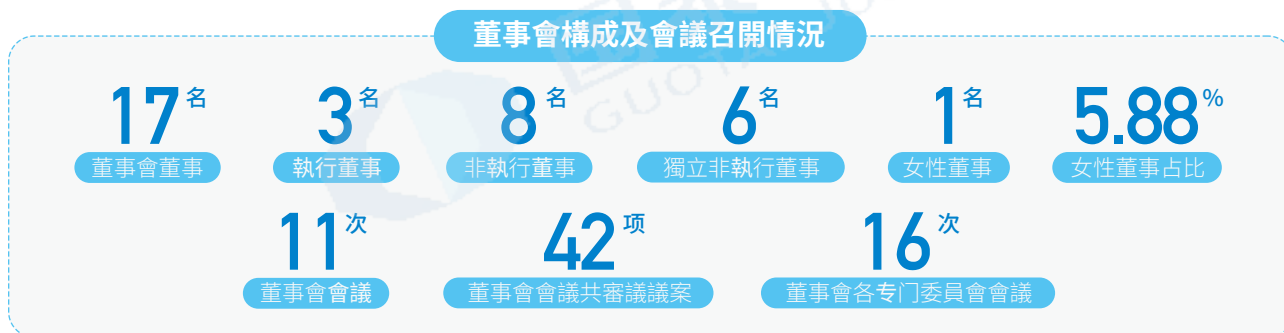 董事會構成及會議召開情況
17名 3名 8名 6名 1名 5.88%
董事會董事 執行董事 非執行董事 獨立非執行董事 女性董事 女性董事占比
11次 42项 16次
董事會會議 董事會會議共審議議案 董事會各专门委員會會議
GUOTAI JU